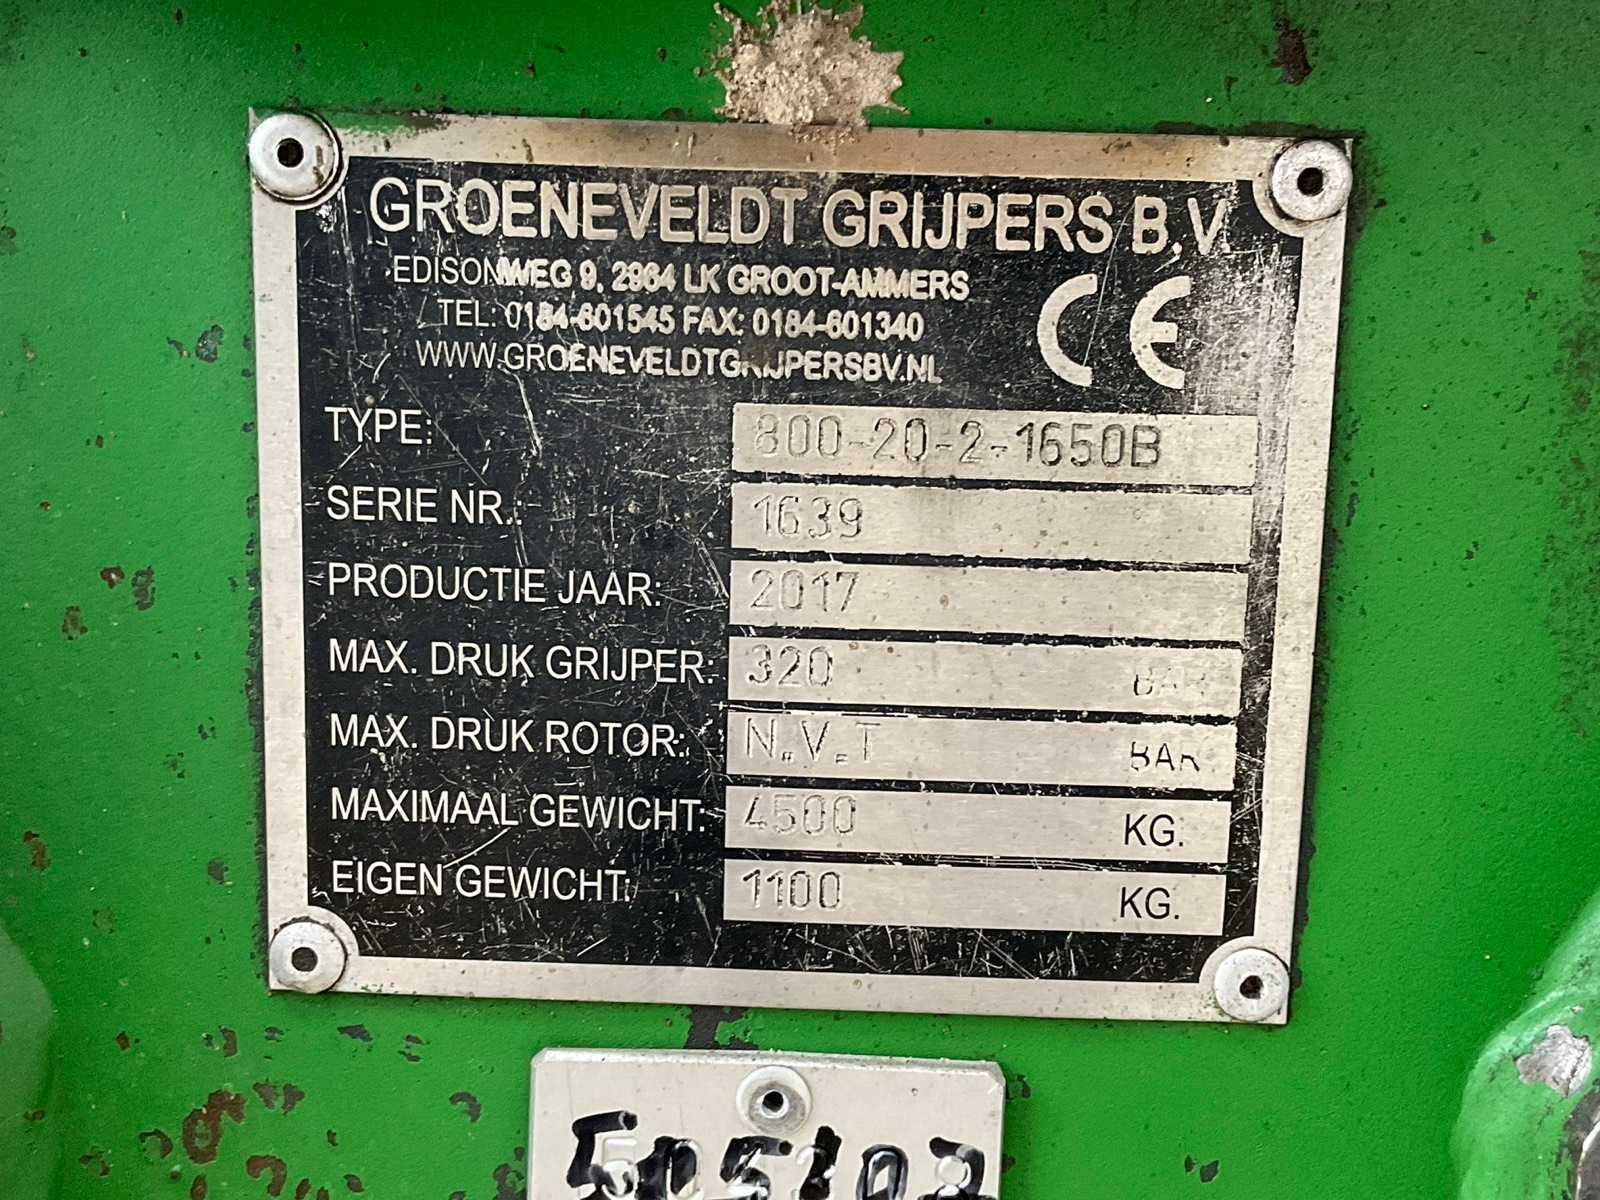 GROENEVELDT GRIJPERS B.V.
EDISONWEG 9, 2964 LK GROOT-AMMERS
TEL: 0184-601545 FAX: 0184-601340
WWW.GROENEVELDTGRIJPERSBV.NL
CE
TYPE: 800-20-2-1650B
SERIE NR.: 1639
PRODUCTIE JAAR: 2017
MAX. DRUK GRIJPER: 320 BAR
MAX. DRUK ROTOR: N.V.T BAR
MAXIMAAL GEWICHT: 4500 KG.
EIGEN GEWICHT: 1100 KG.